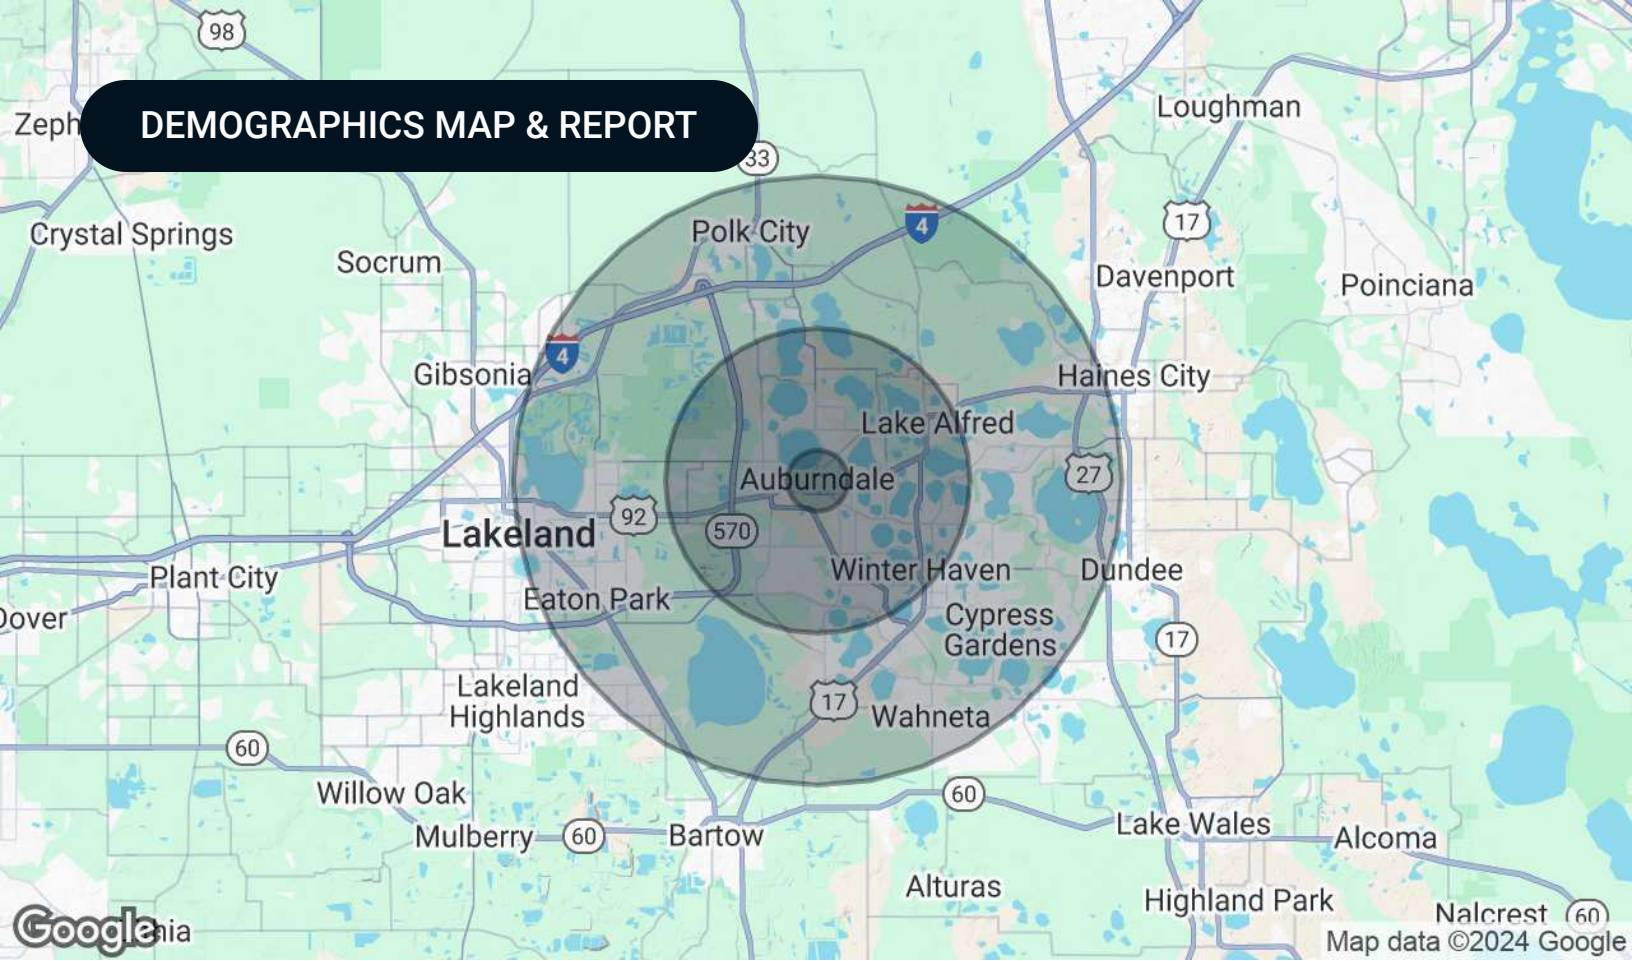 98
DEMOGRAPHICS MAP & REPORT
Zeph
33
Loughman
Crystal Springs
Socrum
Polk City
4
17
Davenport
Poinciana
4
Gibsonia
Haines City
Lake Alfred
Auburndale
27
92
570
Lakeland
Plant City
Winter Haven
Dundee
Dover
Eaton Park
Cypress
Gardens
17
Lakeland
Highlands
17
Wahneta
60
Willow Oak
60
Mulberry
60
Bartow
Lake Wales
Alcoma
Alturas
Highland Park
Nalcrest
60
Google
hia
Map data ©2024 Google